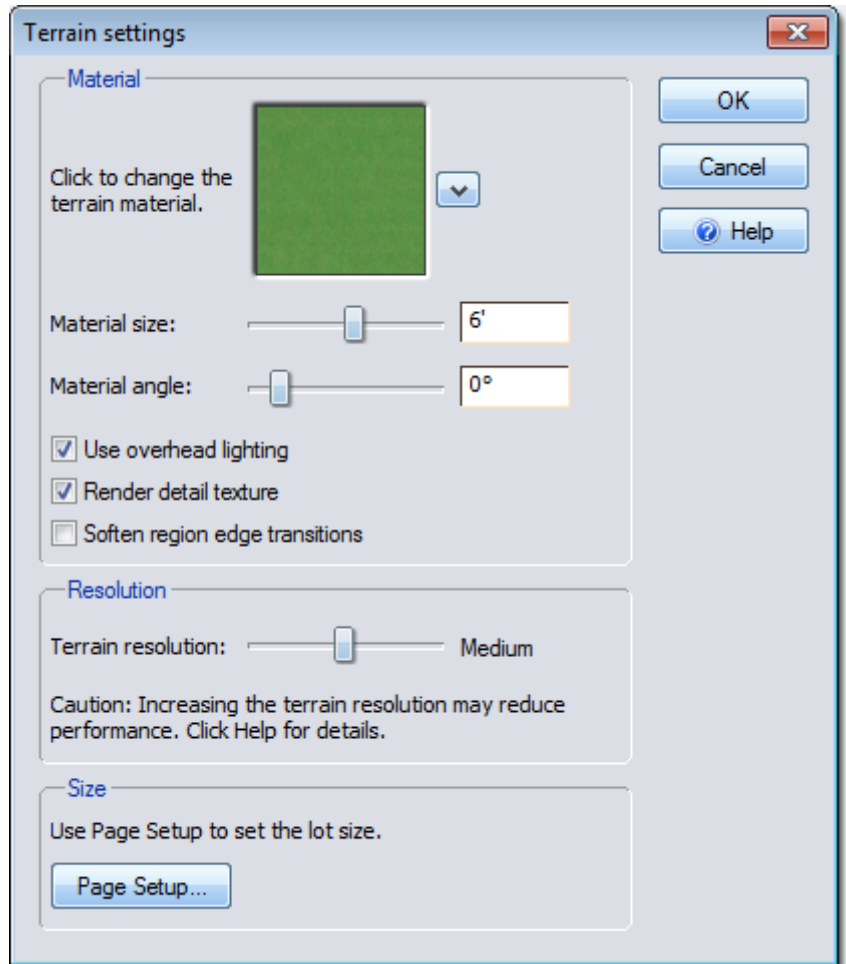 Terrain settings
Material
OK
Click to change the
terrain material.
Cancel
Help
Material size:
6'
Material angle:
0°
Use overhead lighting
Render detail texture
Soften region edge transitions
Resolution
Terrain resolution:
Medium
Caution: Increasing the terrain resolution may reduce
performance. Click Help for details.
Size
Use Page Setup to set the lot size.
Page Setup...